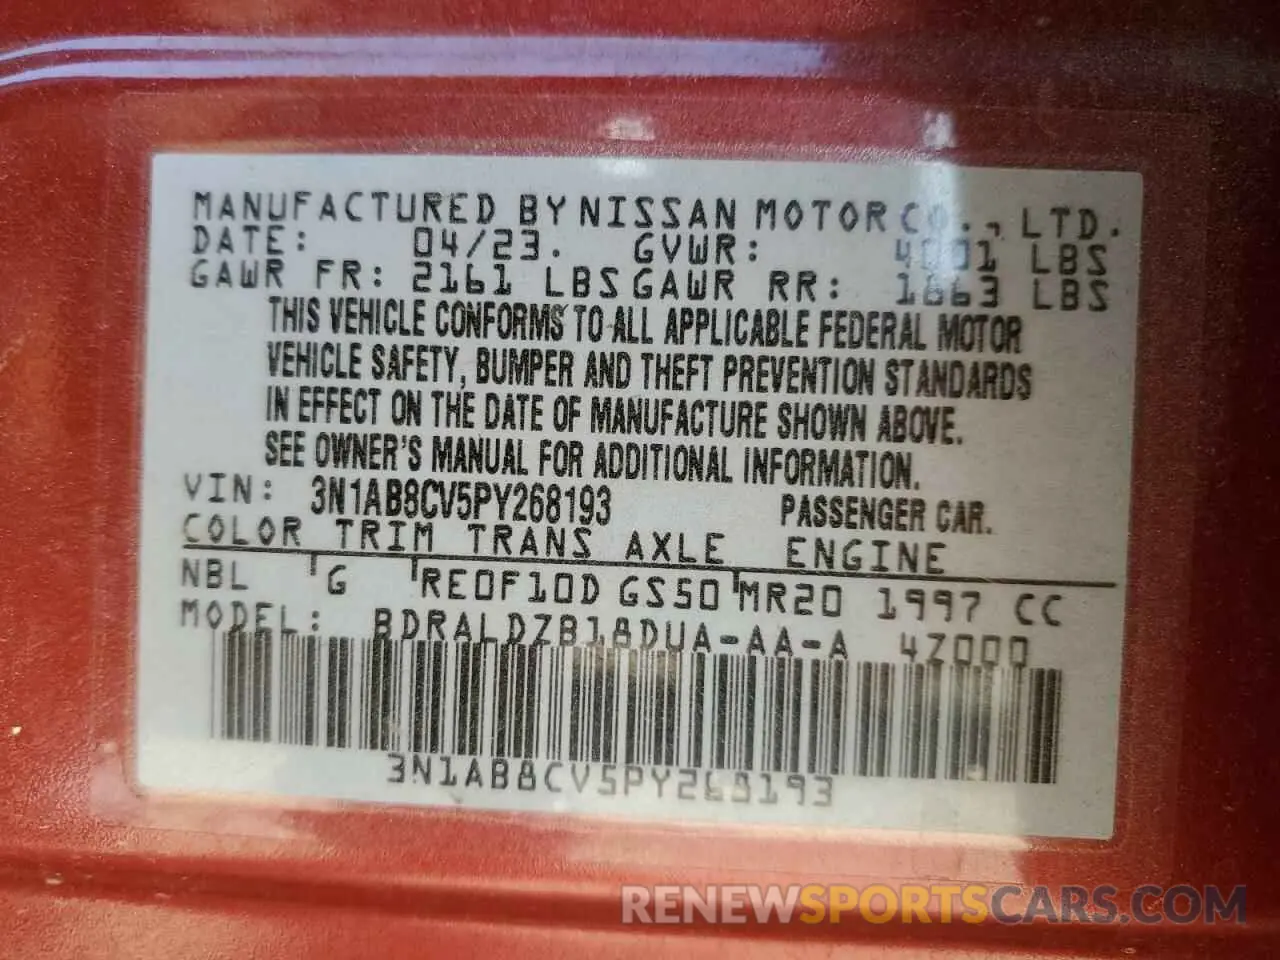 MANUFACTURED BY NISSAN MOTOR CO., LTD.
DATE: 04/23. GVWR: 4001 LBS
GAWR FR: 2161 LBS GAWR RR: 1863 LBS
THIS VEHICLE CONFORMS TO ALL APPLICABLE FEDERAL MOTOR
VEHICLE SAFETY, BUMPER AND THEFT PREVENTION STANDARDS
IN EFFECT ON THE DATE OF MANUFACTURE SHOWN ABOVE.
SEE OWNER'S MANUAL FOR ADDITIONAL INFORMATION.
VIN: 3N1AB8CV5PY268193 PASSENGER CAR.
COLOR TRIM TRANS AXLE ENGINE
NBL G RE0F10D GS50 MR20 1997 CC
MODEL: BDRALDZB18DUA-AA-A 4Z000
3N1AB8CV5PY268193
RENEWSPORTSCARS.COM